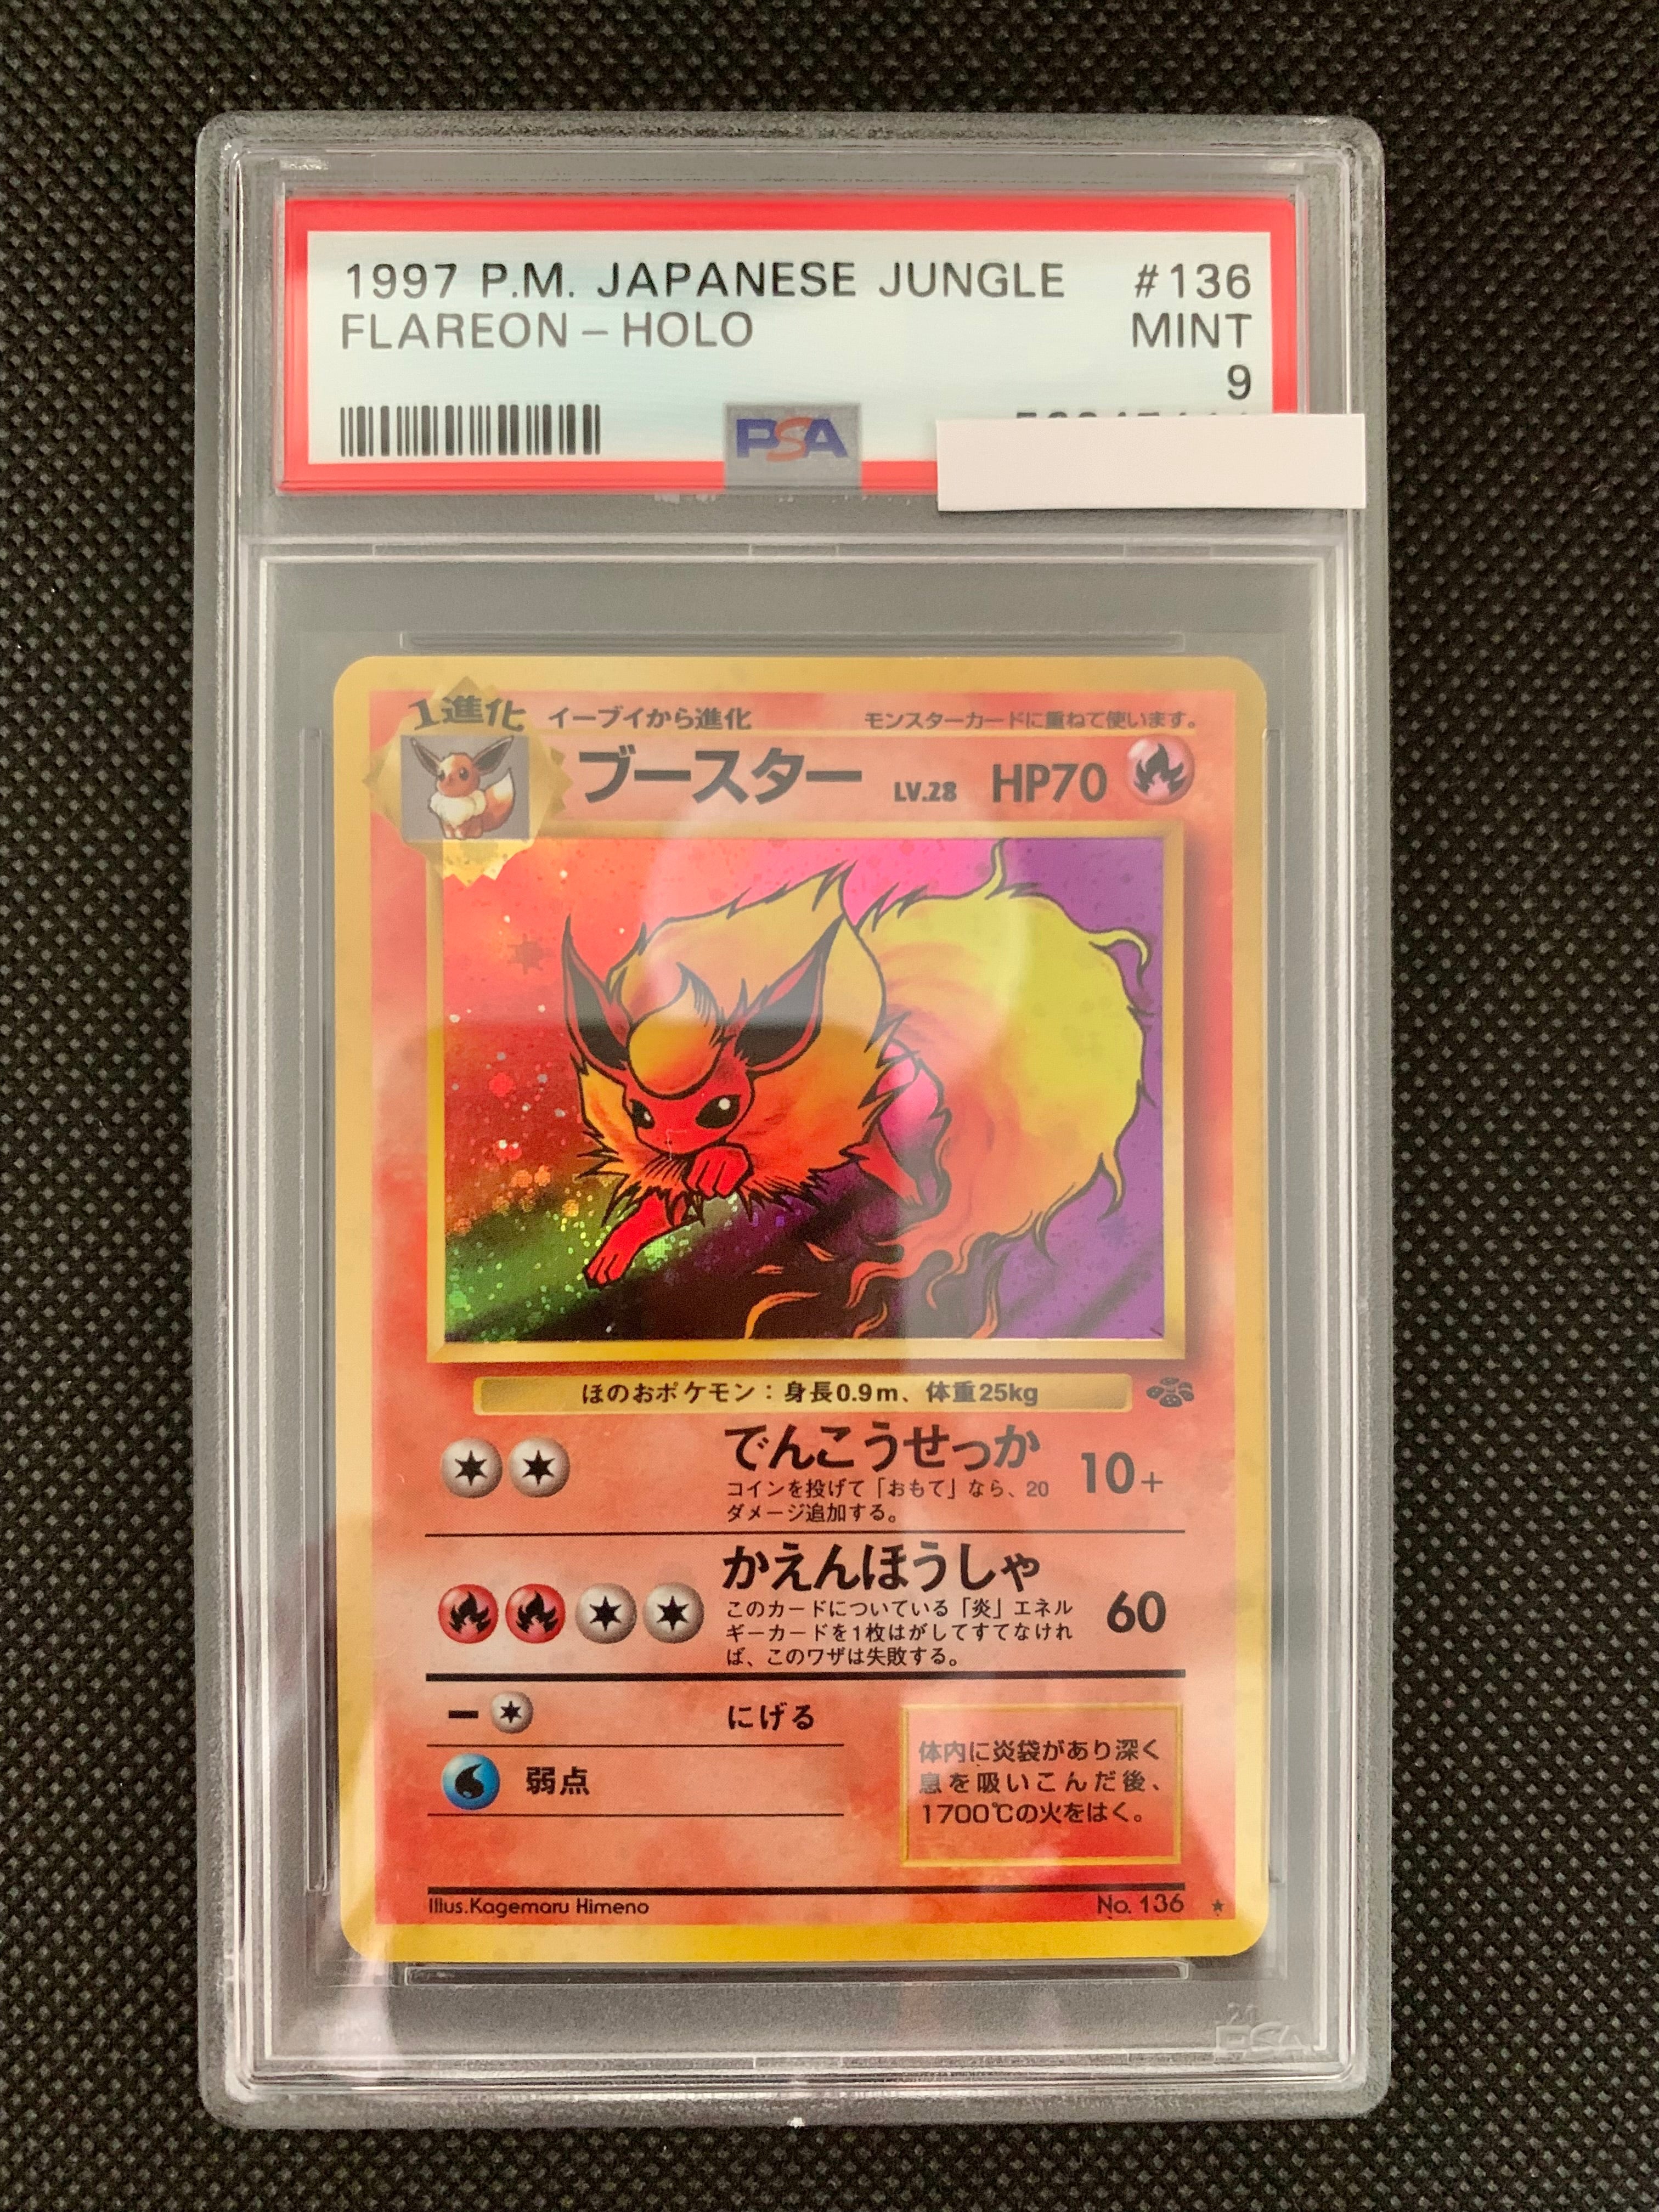 1997 P.M. JAPANESE JUNGLE #136
FLAREON - HOLO MINT
9
PSA
1進化 イーブイから進化 モンスターカードに重ねて使います。
ブースター LV.28 HP70
ほのおポケモン：身長0.9m、体重25kg
でんこうせっか 10+
コインを投げて「おもて」なら、20
ダメージ追加する。
かえんほうしゃ 60
このカードについている「炎」エネル
ギーカードを1枚はがしてすてなけれ
ば、このワザは失敗する。
にげる
弱点
体内に炎袋があり深く
息を吸いこんだ後、
1700℃の火をはく。
Illus.Kagemaru Himeno No. 136 ★
PSA